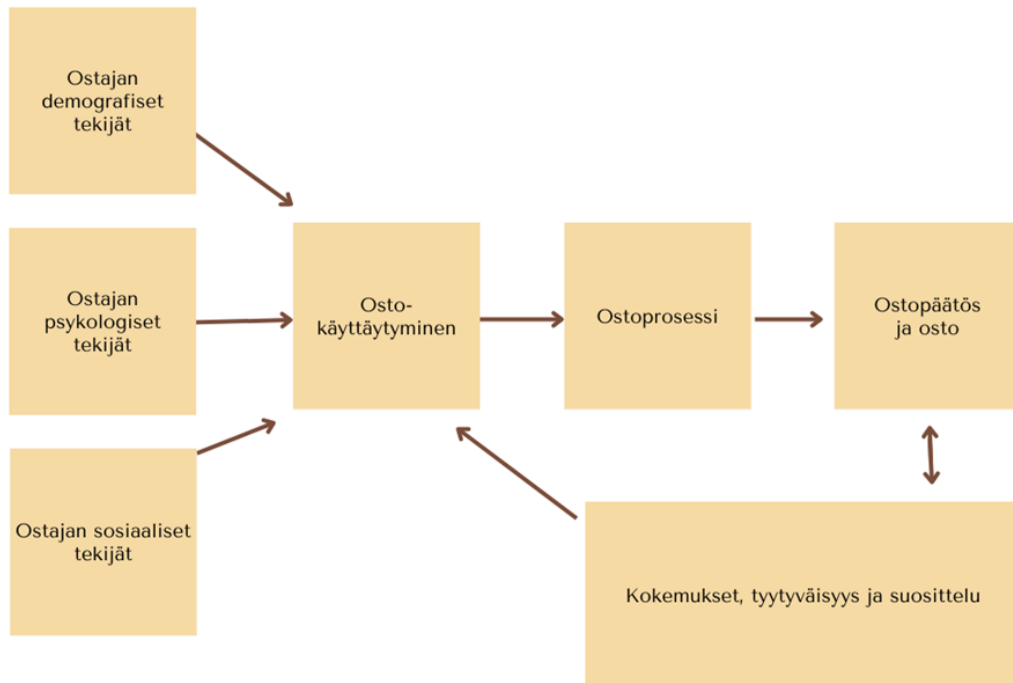 Ostajan
demografiset
tekijät
Ostajan
psykologiset
tekijät
Ostajan sosiaaliset
tekijät
Osto-
käyttäytyminen
Ostoprosessi
Ostopäätös
ja osto
Kokemukset, tyytyväisyys ja suosittelu